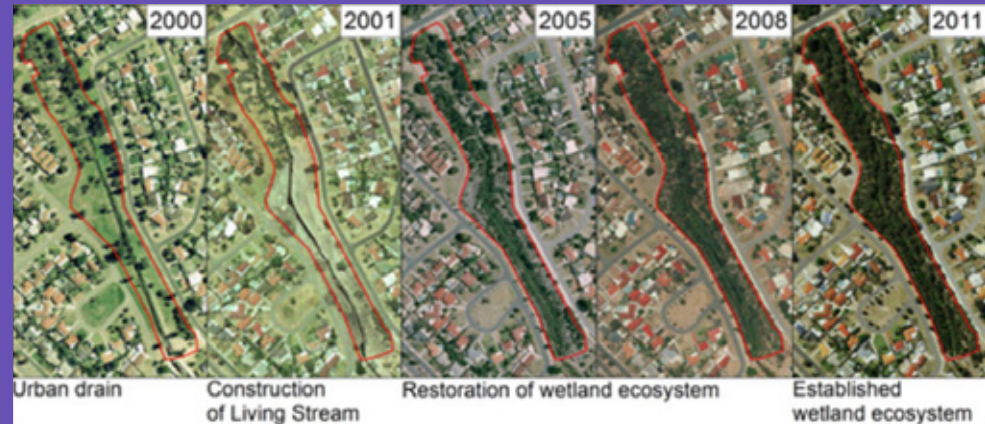 2000
2001
2005
2008
2011
Urban drain
Construction
of Living Stream
Restoration of wetland ecosystem
Established
wetland ecosystem